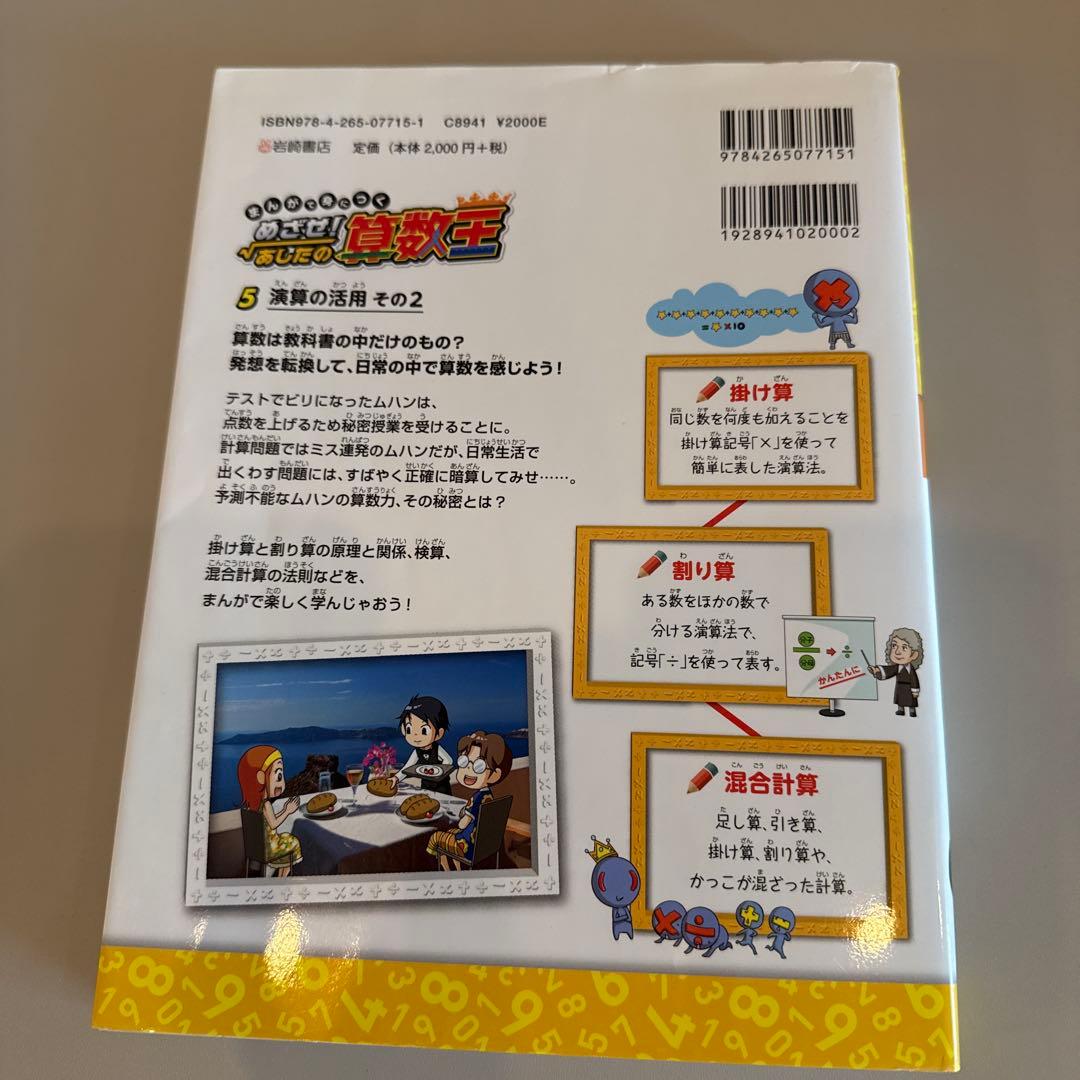 ISBN978-4-265-07715-1 C8941 ¥2000E
岩崎書店 定価（本体2,000円+税）
9784265077151
1928941020002
まんがで身につく
めざせ！
あしたの
算数王
5 演算の活用 その2
算数は教科書の中だけのもの？
発想を転換して、日常の中で算数を感じよう！
テストでビリになったムハンは、
点数を上げるため秘密授業を受けることに。
計算問題ではミス連発のムハンだが、日常生活で
出くわす問題には、すばやく正確に暗算してみせ……。
予測不能なムハンの算数力、その秘密とは？
掛け算と割り算の原理と関係、検算、
混合計算の法則などを、
まんがで楽しく学んじゃおう！
= ★×10
掛け算
同じ数を何度も加えることを
掛け算記号「×」を使って
簡単に表した演算法。
割り算
ある数をほかの数で
分ける演算法で、
記号「÷」を使って表す。
分子
分母
→ ÷
かんたんに
混合計算
足し算、引き算、
掛け算、割り算や、
かっこが混ざった計算。